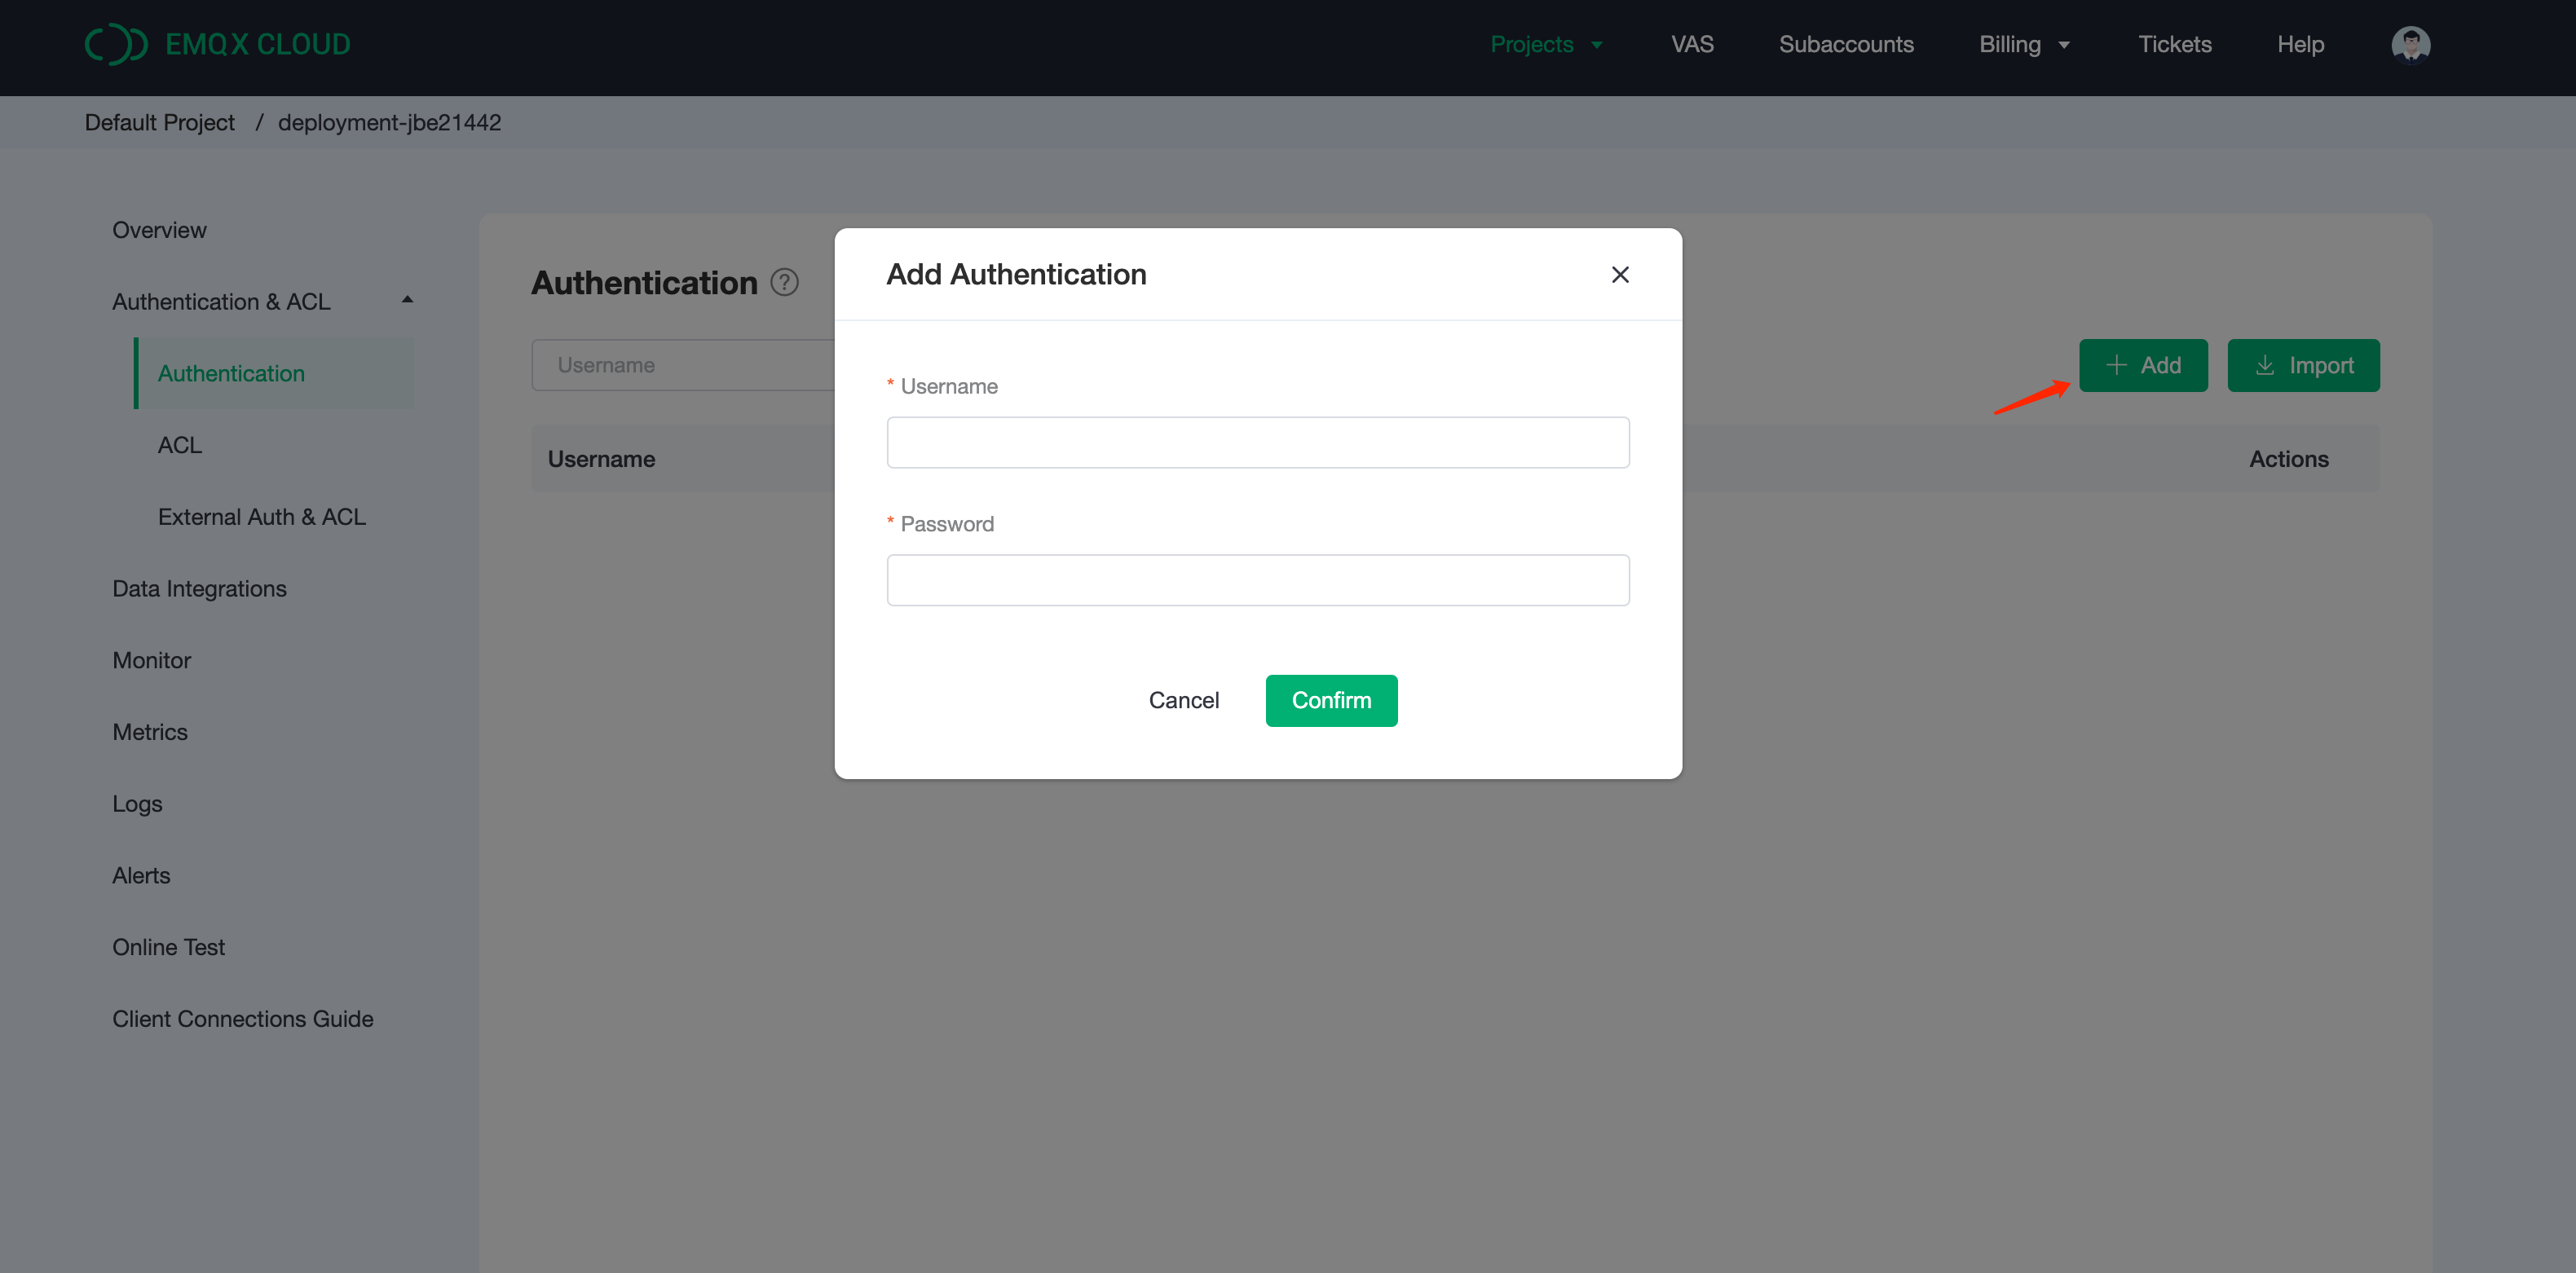 EMQX CLOUD
Projects VAS Subaccounts Billing Tickets Help
Default Project / deployment-jbe21442
Overview
Authentication & ACL
Authentication
ACL
External Auth & ACL
Data Integrations
Monitor
Metrics
Logs
Alerts
Online Test
Client Connections Guide
Authentication ?
Username
Add Import
Username Actions
Add Authentication
* Username
* Password
Cancel Confirm